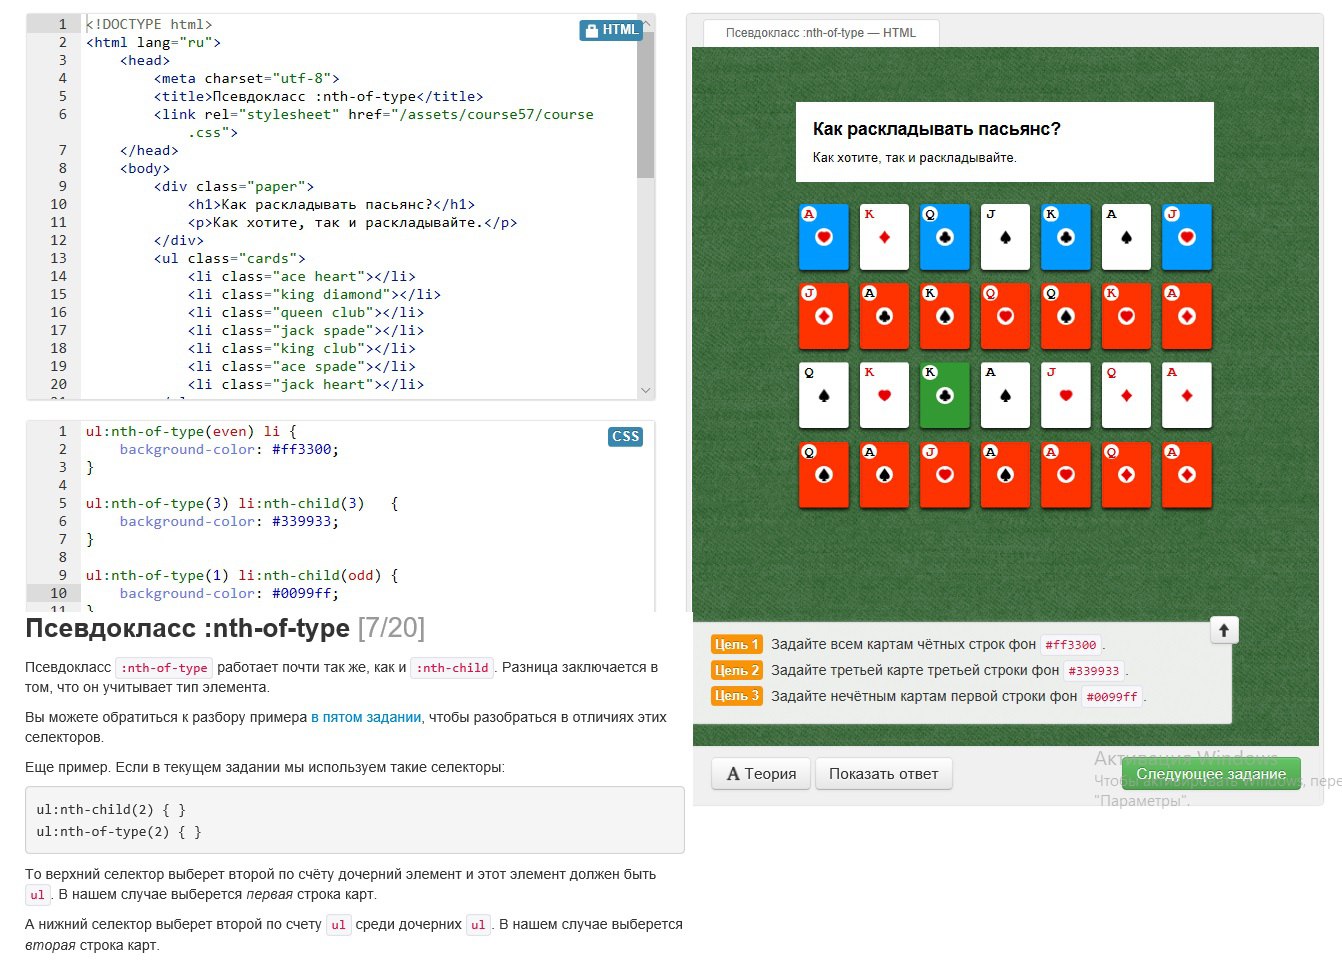 1 <!DOCTYPE html>
HTML
2 <html lang="ru">
3 <head>
4 <meta charset="utf-8">
5 <title>Псевдокласс :nth-of-type</title>
6 <link rel="stylesheet" href="/assets/course57/course
.css">
7 </head>
8 <body>
9 <div class="paper">
10 <h1>Как раскладывать пасьянс?</h1>
11 <p>Как хотите, так и раскладывайте.</p>
12 </div>
13 <ul class="cards">
14 <li class="ace heart"></li>
15 <li class="king diamond"></li>
16 <li class="queen club"></li>
17 <li class="jack spade"></li>
18 <li class="king club"></li>
19 <li class="ace spade"></li>
20 <li class="jack heart"></li>
CSS
1 ul:nth-of-type(even) li {
2 background-color: #ff3300;
3 }
4
5 ul:nth-of-type(3) li:nth-child(3) {
6 background-color: #339933;
7 }
8
9 ul:nth-of-type(1) li:nth-child(odd) {
10 background-color: #0099ff;
11 }
Псевдокласс :nth-of-type [7/20]
Псевдокласс :nth-of-type работает почти так же, как и :nth-child. Разница заключается в
том, что он учитывает тип элемента.
Вы можете обратиться к разбору примера в пятом задании, чтобы разобраться в отличиях этих
селекторов.
Еще пример. Если в текущем задании мы используем такие селекторы:
ul:nth-child(2) { }
ul:nth-of-type(2) { }
То верхний селектор выберет второй по счёту дочерний элемент и этот элемент должен быть
ul. В нашем случае выберется первая строка карт.
А нижний селектор выберет второй по счету ul среди дочерних ul. В нашем случае выберется
вторая строка карт.
Псевдокласс :nth-of-type — HTML
Как раскладывать пасьянс?
Как хотите, так и раскладывайте.
A K Q J K A J
J A K Q Q K A
Q K K A J Q A
Q A J A A Q A
Цель 1 Задайте всем картам чётных строк фон #ff3300.
Цель 2 Задайте третьей карте третьей строки фон #339933.
Цель 3 Задайте нечётным картам первой строки фон #0099ff.
A Теория
Показать ответ
Следующее задание
Активация Windows
Чтобы активировать Windows, пере
"Параметры".